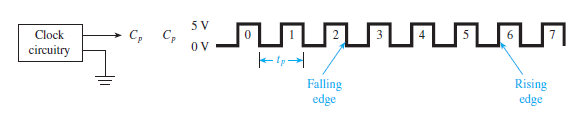 Clock
circuitry
Cp
Cp
5 V
0 V
0 1 2 3 4 5 6 7
tp
Falling
edge
Rising
edge